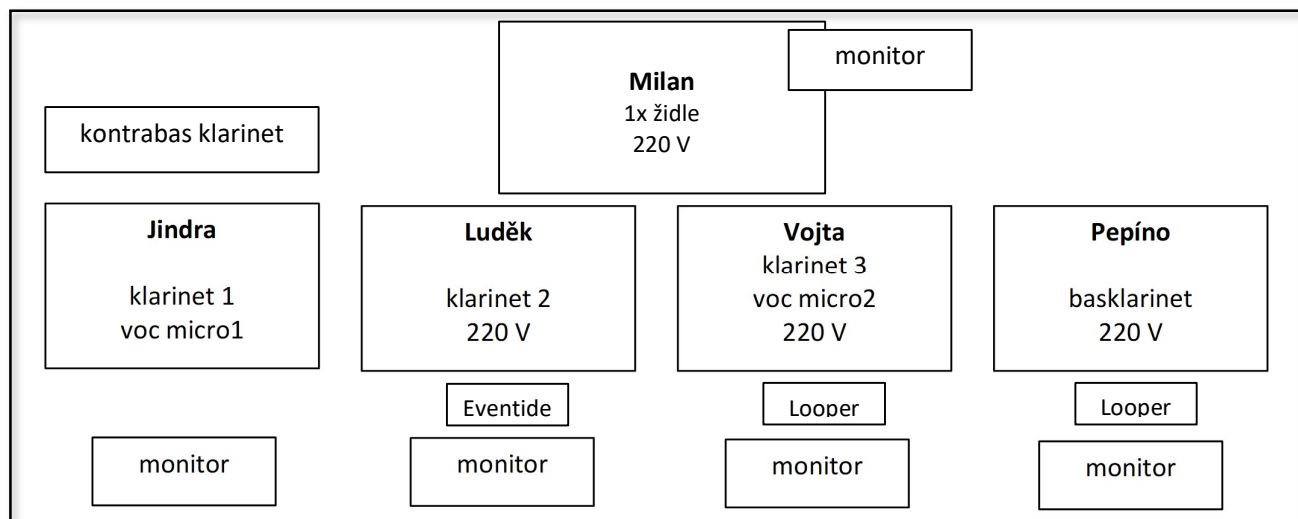 Milan
1x židle
220 V
monitor
kontrabas klarinet
Jindra
klarinet 1
voc micro1
Luděk
klarinet 2
220 V
Vojta
klarinet 3
voc micro2
220 V
Pepíno
basklarinet
220 V
Eventide
Looper
Looper
monitor
monitor
monitor
monitor